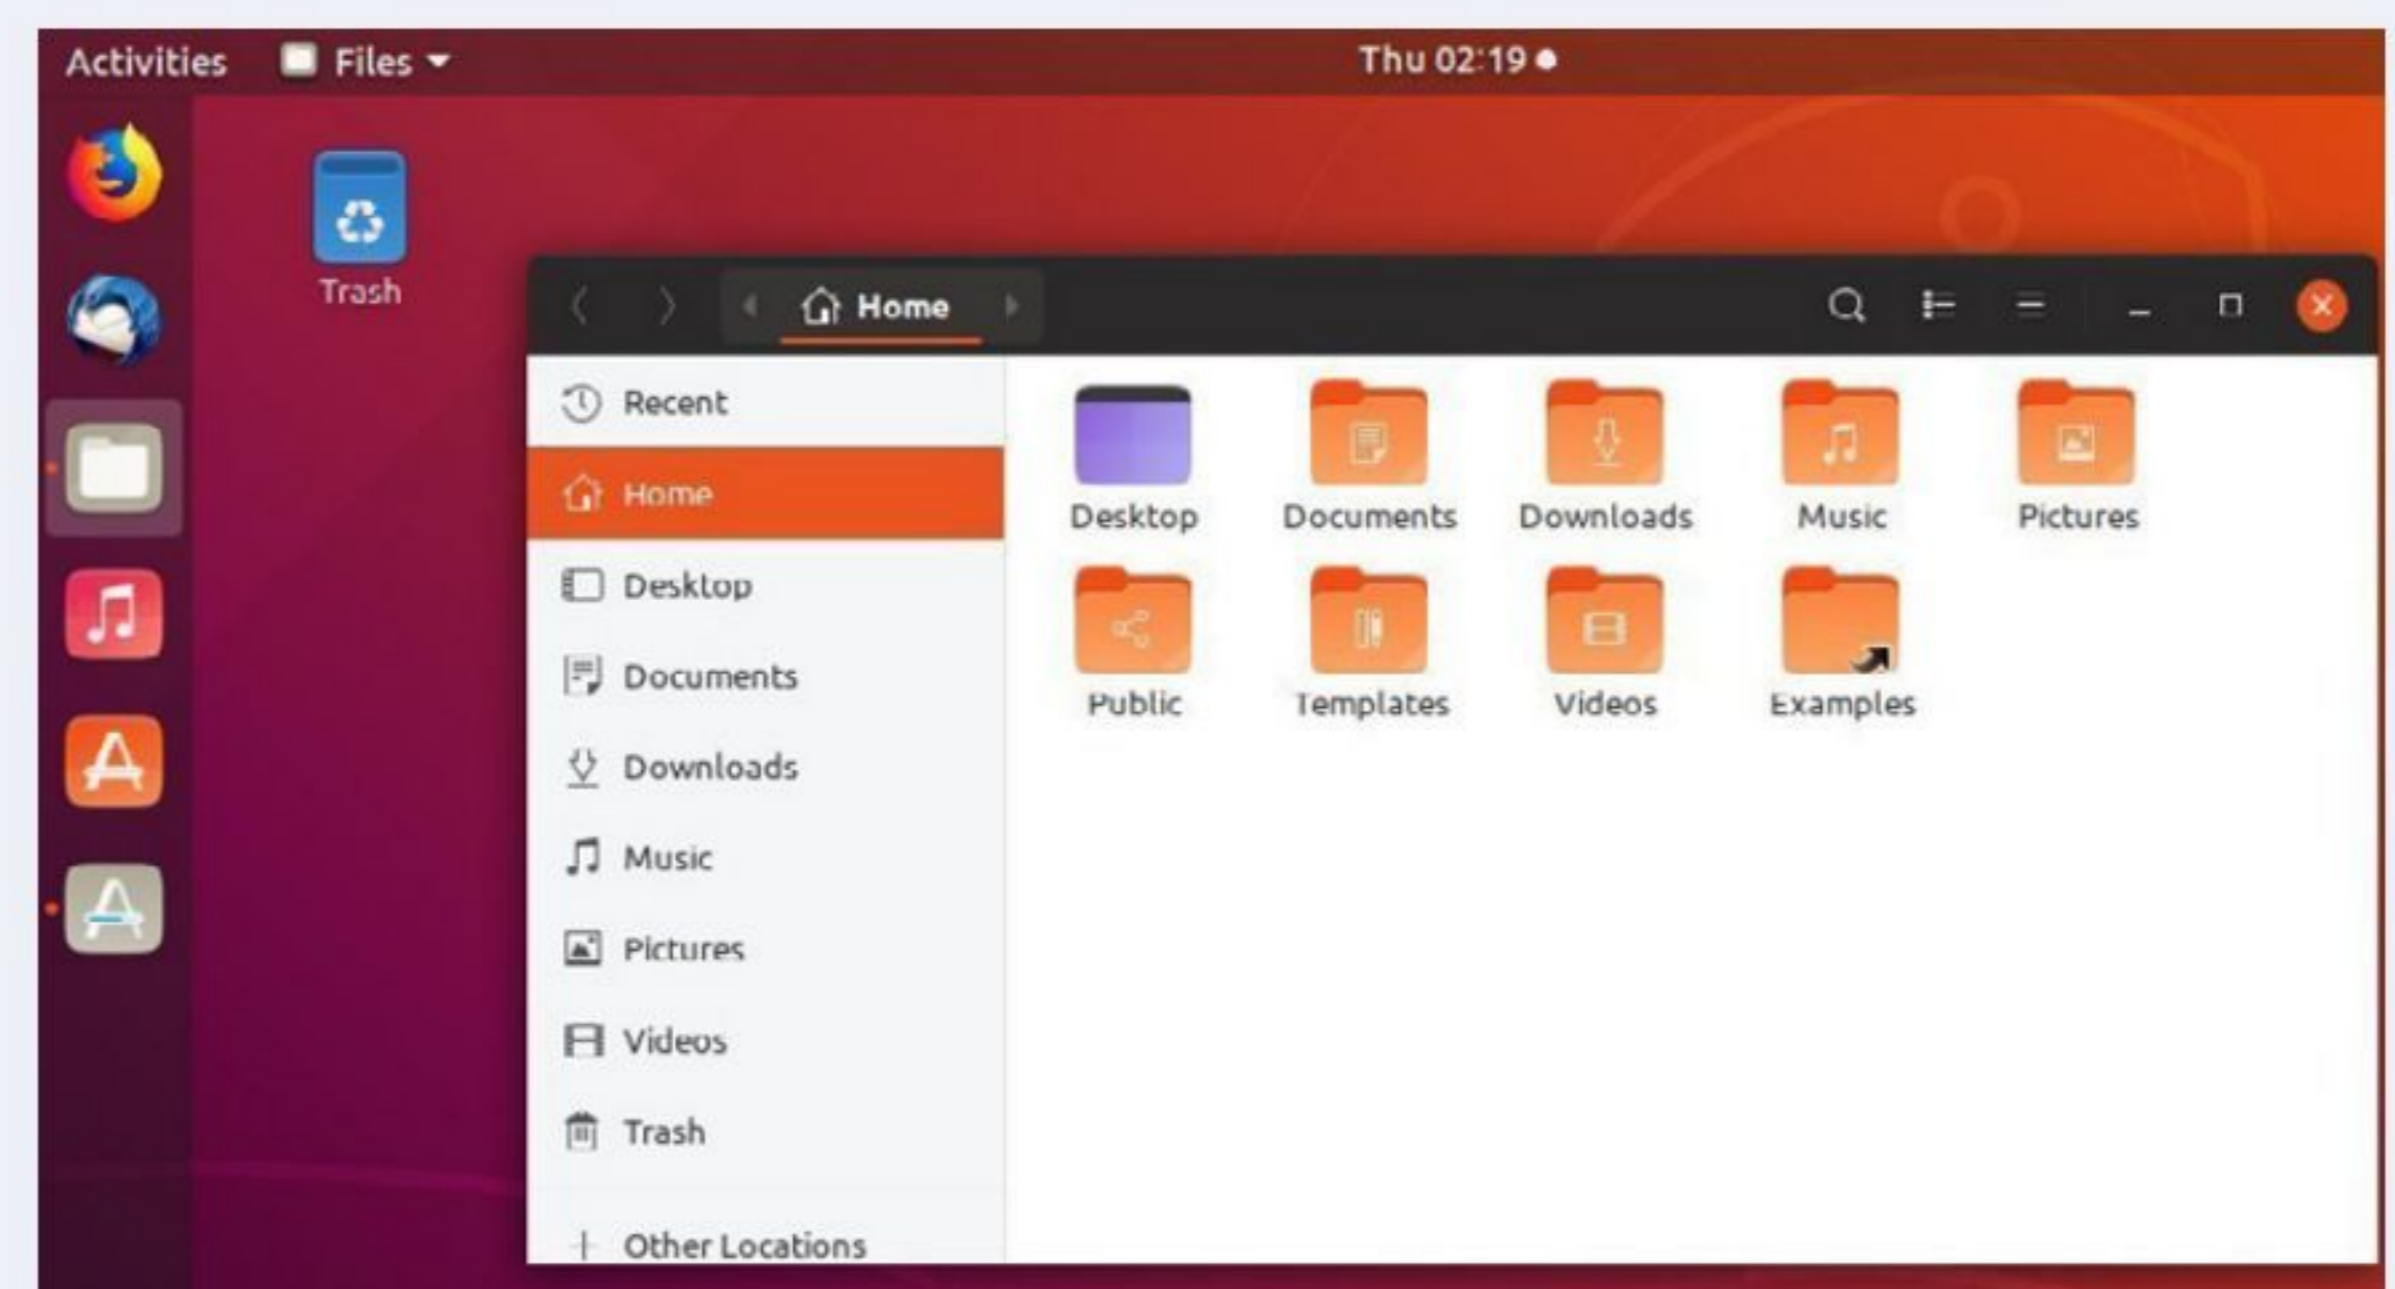 Activities Files Thu 02:19
Trash
Home
Recent
Home
Desktop
Documents
Downloads
Music
Pictures
Videos
Trash
Other Locations
Desktop Documents Downloads Music Pictures
Public Templates Videos Examples